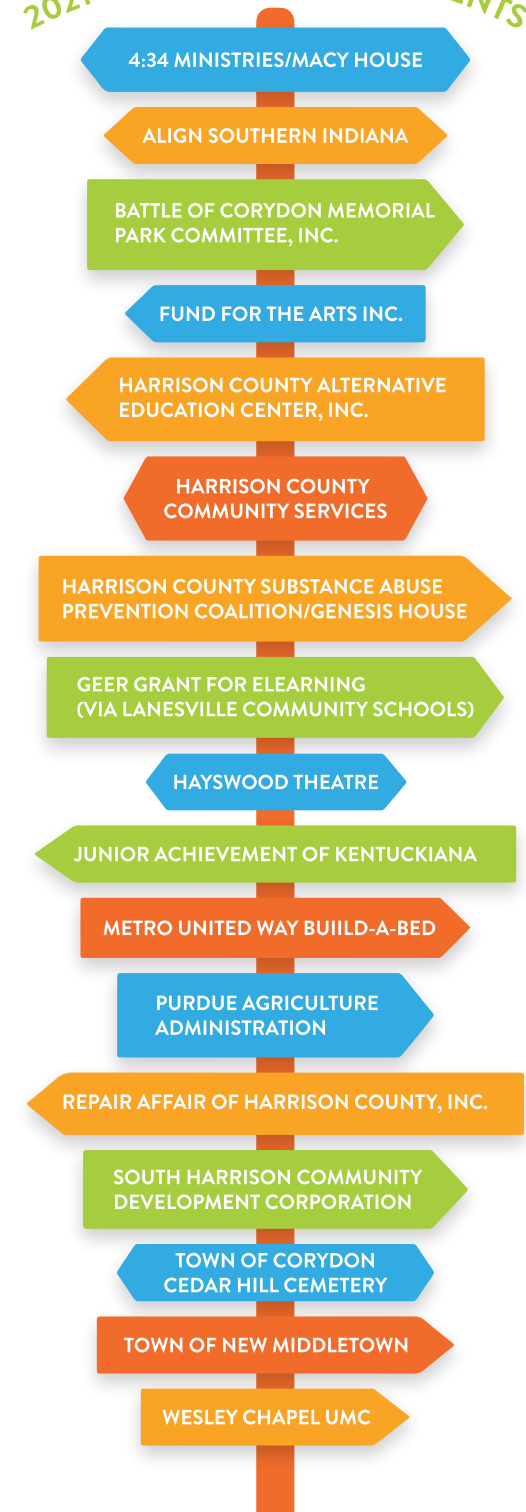 4:34 MINISTRIES/MACY HOUSE
ALIGN SOUTHERN INDIANA
BATTLE OF CORYDON MEMORIAL
PARK COMMITTEE, INC.
FUND FOR THE ARTS INC.
HARRISON COUNTY ALTERNATIVE
EDUCATION CENTER, INC.
HARRISON COUNTY
COMMUNITY SERVICES
HARRISON COUNTY SUBSTANCE ABUSE
PREVENTION COALITION/GENESIS HOUSE
GEER GRANT FOR ELEARNING
(VIA LANESVILLE COMMUNITY SCHOOLS)
HAYSWOOD THEATRE
JUNIOR ACHIEVEMENT OF KENTUCKIANA
METRO UNITED WAY BUIILD-A-BED
PURDUE AGRICULTURE
ADMINISTRATION
REPAIR AFFAIR OF HARRISON COUNTY, INC.
SOUTH HARRISON COMMUNITY
DEVELOPMENT CORPORATION
TOWN OF CORYDON
CEDAR HILL CEMETERY
TOWN OF NEW MIDDLETOWN
WESLEY CHAPEL UMC